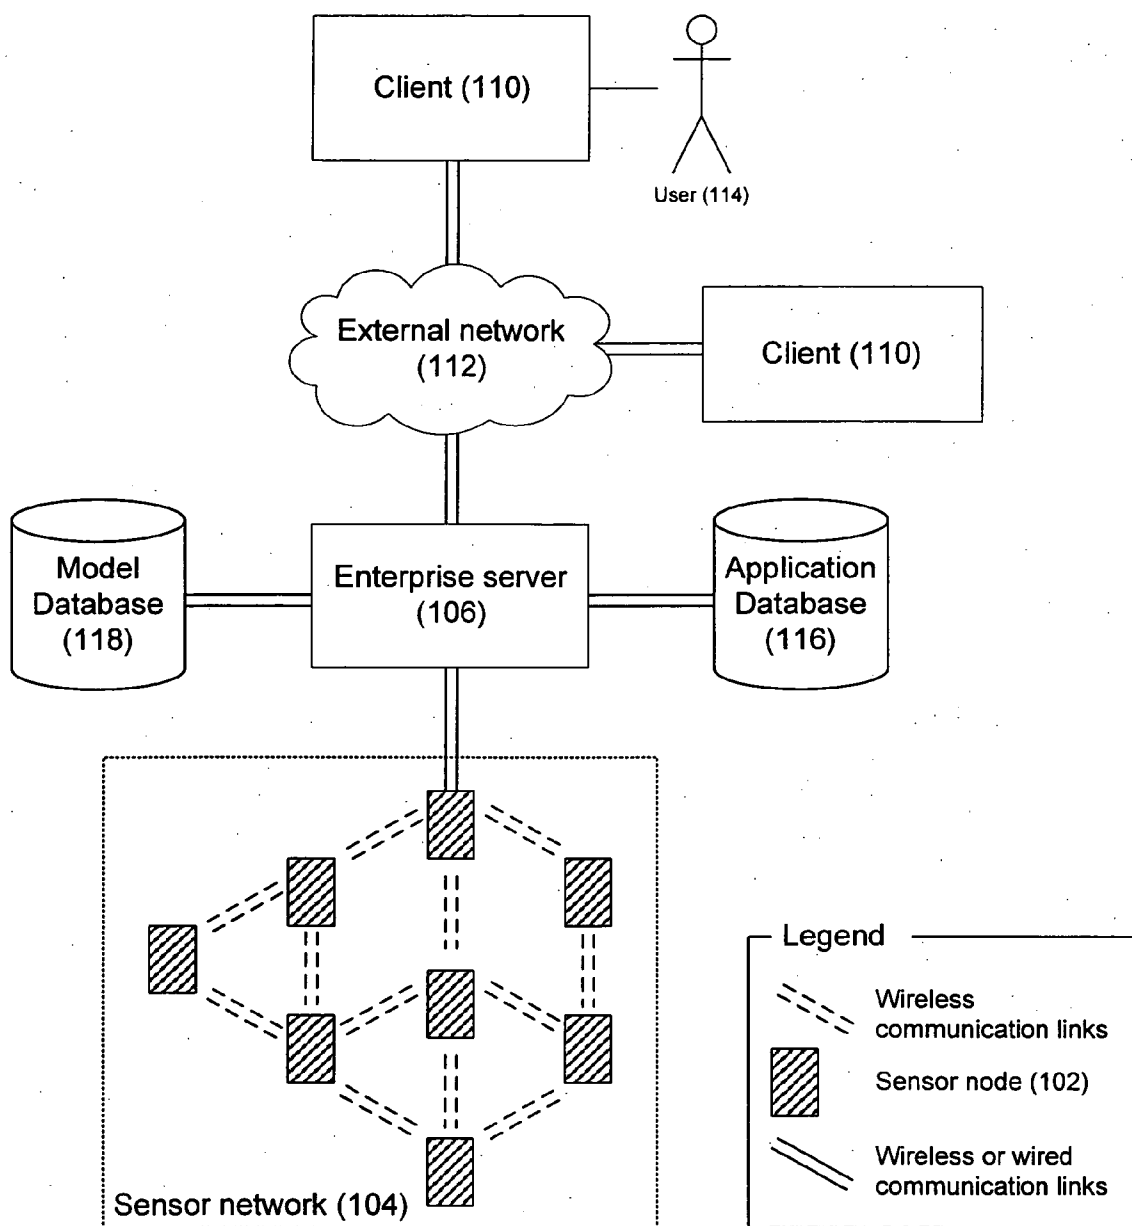 Client (110)
User (114)
External network
(112)
Client (110)
Model
Database
(118)
Enterprise server
(106)
Application
Database
(116)
Legend
Wireless
communication links
Sensor node (102)
Wireless or wired
communication links
Sensor network (104)